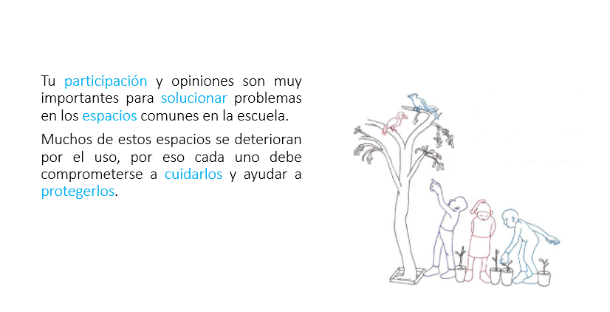 Tu participación y opiniones son muy
importantes para solucionar problemas
en los espacios comunes en la escuela.
Muchos de estos espacios se deterioran
por el uso, por eso cada uno debe
comprometerse a cuidarlos y ayudar a
protegerlos.